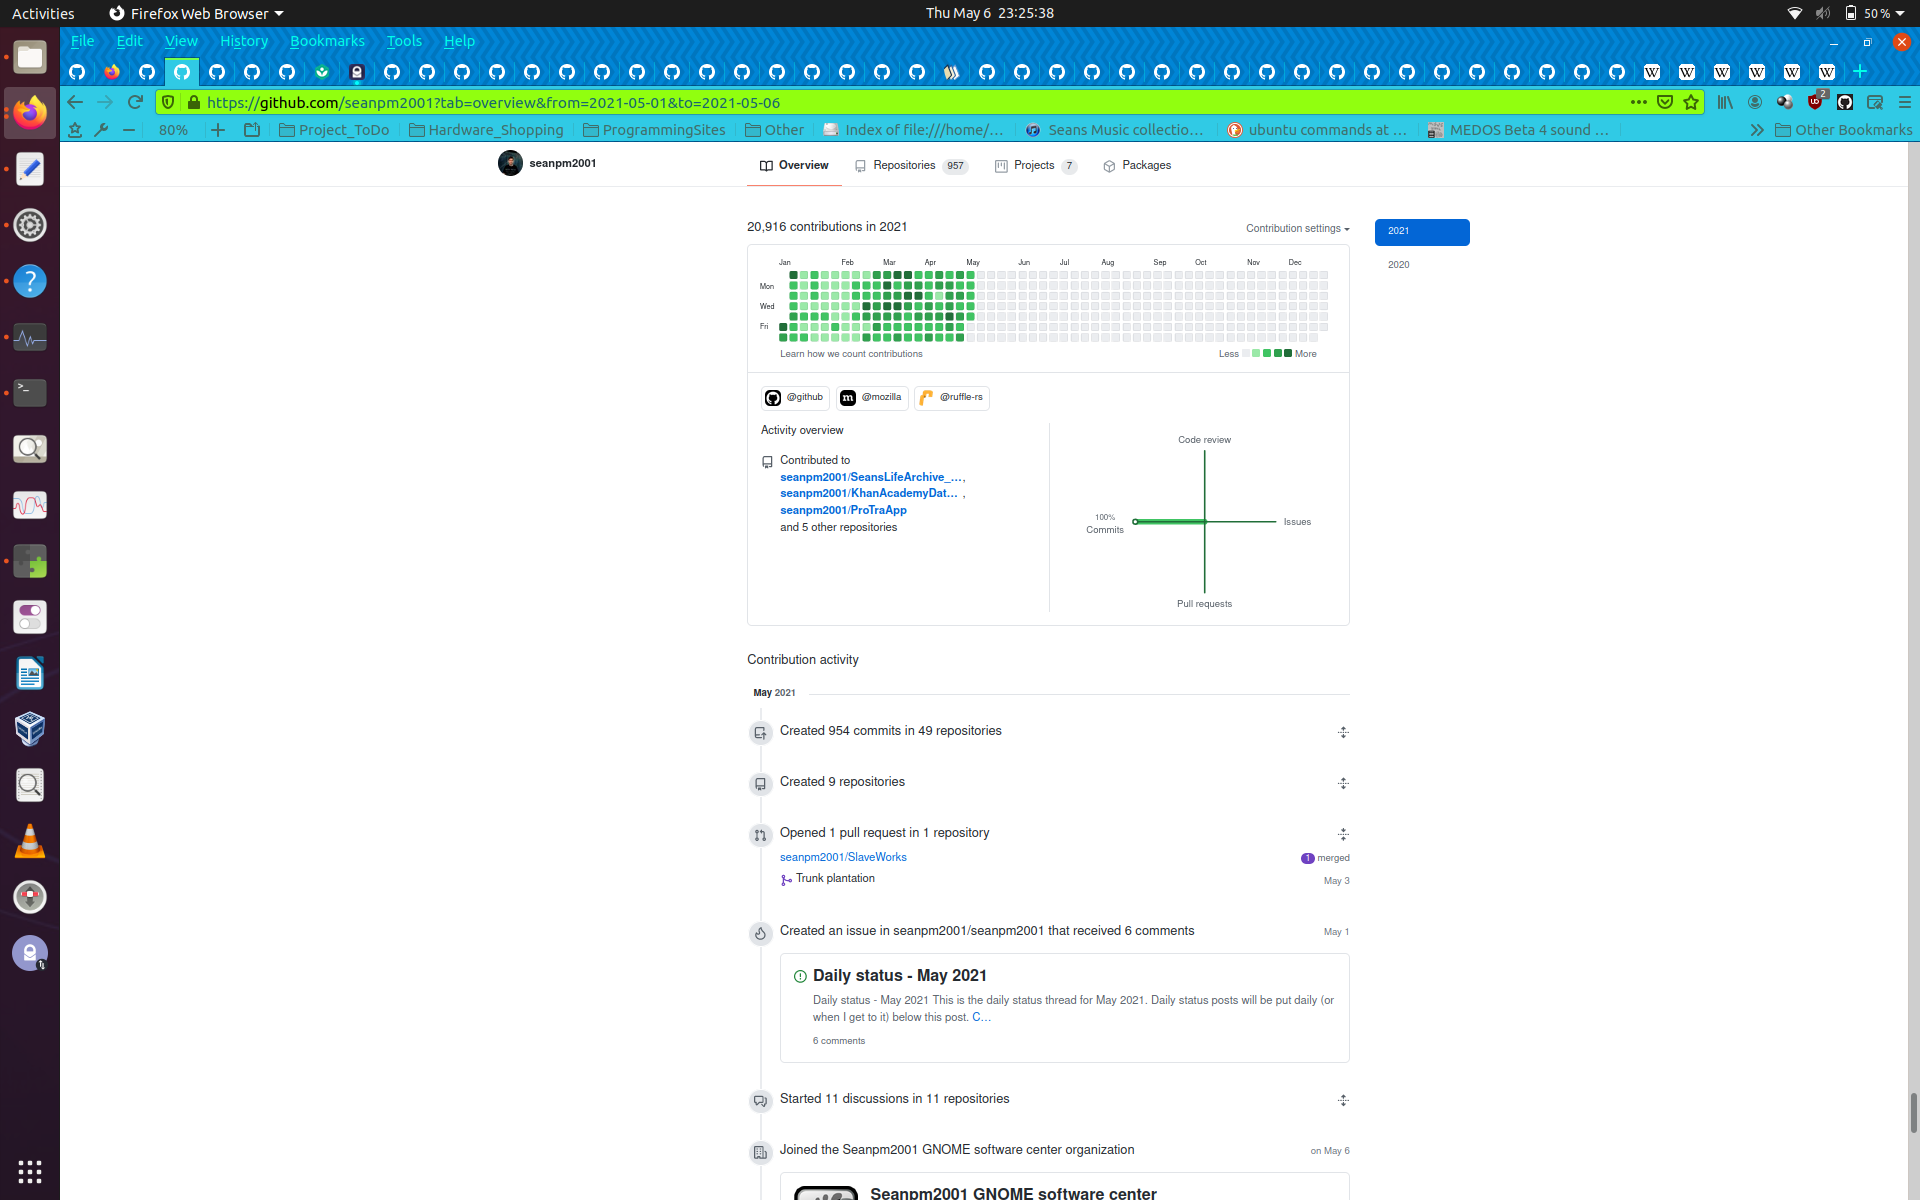 Activities
Firefox Web Browser
Thu May 6 23:25:38
50 %
File Edit View History Bookmarks Tools Help
https://github.com/seanpm2001?tab=overview&from=2021-05-01&to=2021-05-06
2
80%
Project_ToDo
Hardware_Shopping
ProgrammingSites
Other
Index of file:///home/...
Seans Music collectio...
ubuntu commands at ...
MEDOS Beta 4 sound ...
Other Bookmarks
seanpm2001
Overview
Repositories 957
Projects 7
Packages
20,916 contributions in 2021
Contribution settings
2021
2020
Jan Feb Mar Apr May Jun Jul Aug Sep Oct Nov Dec
Mon
Wed
Fri
Learn how we count contributions
Less More
@github
@mozilla
@ruffle-rs
Activity overview
Contributed to
seanpm2001/SeansLifeArchive_...,
seanpm2001/KhanAcademyDat... ,
seanpm2001/ProTraApp
and 5 other repositories
Code review
100%
Commits
Issues
Pull requests
Contribution activity
May 2021
Created 954 commits in 49 repositories
Created 9 repositories
Opened 1 pull request in 1 repository
seanpm2001/SlaveWorks
1 merged
Trunk plantation
May 3
Created an issue in seanpm2001/seanpm2001 that received 6 comments
May 1
Daily status - May 2021
Daily status - May 2021 This is the daily status thread for May 2021. Daily status posts will be put daily (or
when I get to it) below this post. C...
6 comments
Started 11 discussions in 11 repositories
Joined the Seanpm2001 GNOME software center organization
on May 6
Seanpm2001 GNOME software center